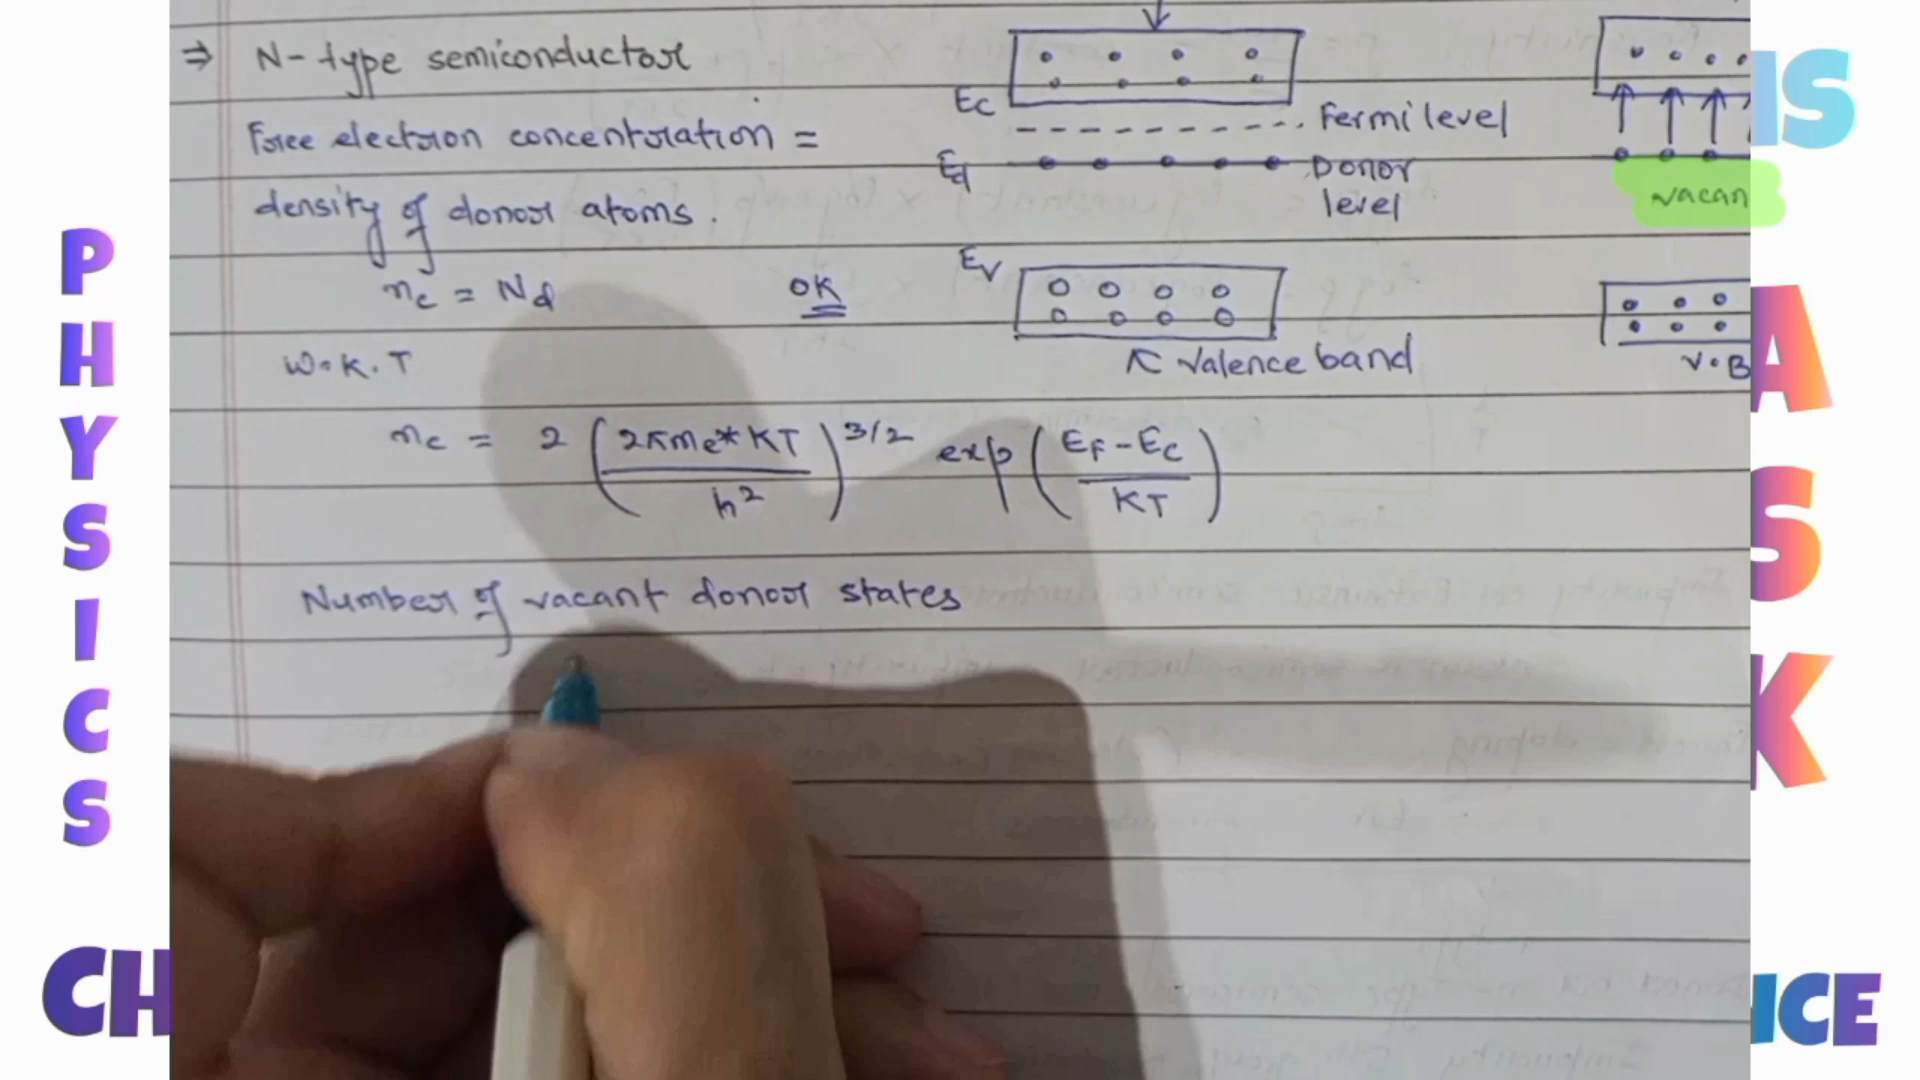 ⇒ N-type semiconductor
Free electron concentration =
density of donor atoms.
nc = Nd
0K
W.K.T
nc = 2 (2πme*KT / h2)3/2 exp (EF-EC / KT)
Number of vacant donor states
EC
Fermi level
Ed
Donor
level
EV
Valence band
vacan
V.B
PHYSICS
CH
IS
ASK
ICE